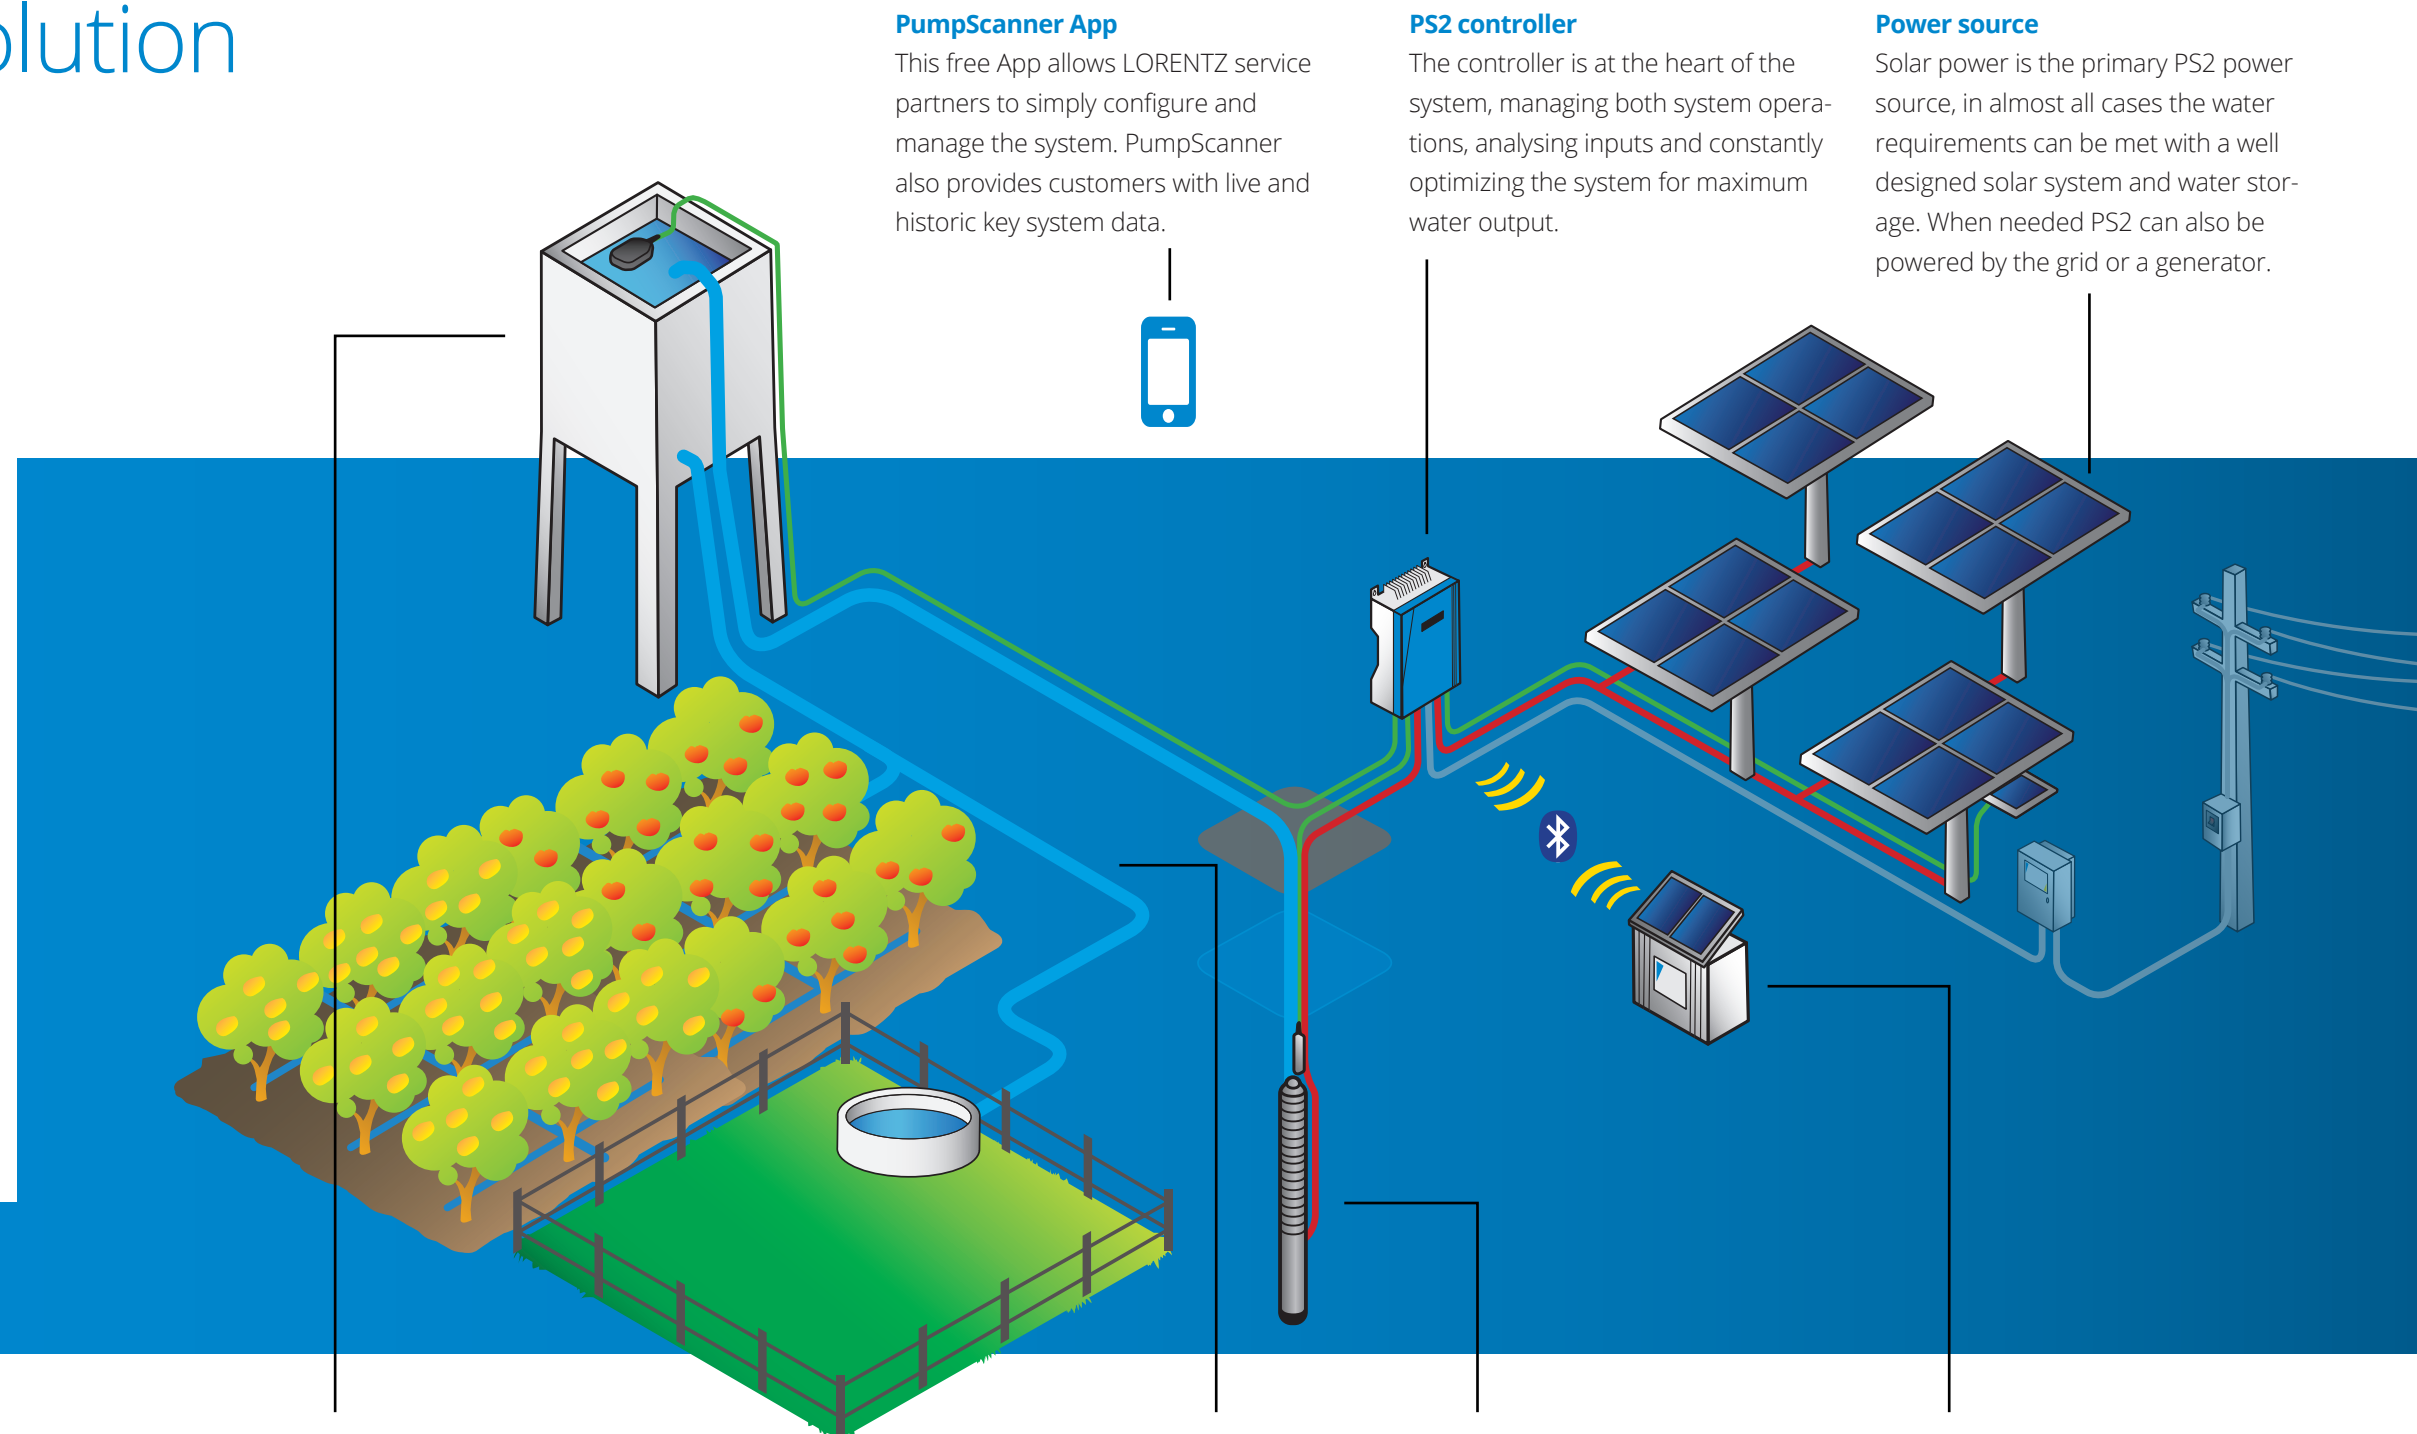 olution
PumpScanner App
This free App allows LORENTZ service
partners to simply configure and
manage the system. PumpScanner
also provides customers with live and
historic key system data.
PS2 controller
The controller is at the heart of the
system, managing both system opera-
tions, analysing inputs and constantly
optimizing the system for maximum
water output.
Power source
Solar power is the primary PS2 power
source, in almost all cases the water
requirements can be met with a well
designed solar system and water stor-
age. When needed PS2 can also be
powered by the grid or a generator.